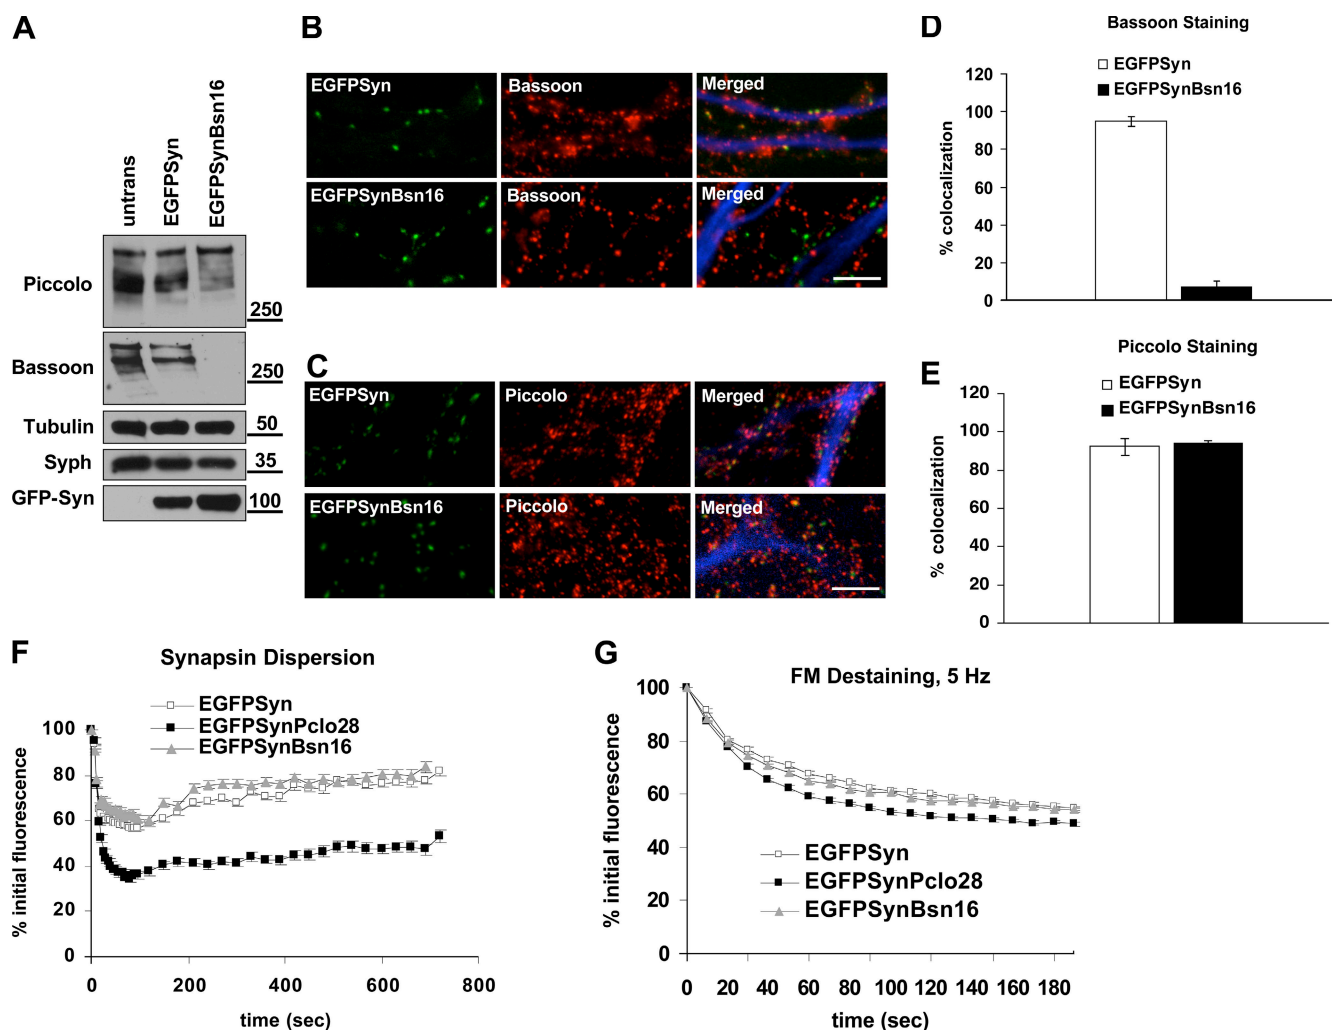 A
untrans
EGFPSyn
EGFPSynBsn16
Piccolo
250
Bassoon
250
Tubulin
50
Syph
35
GFP-Syn
100
B
EGFPSyn
Bassoon
Merged
EGFPSynBsn16
Bassoon
Merged
C
EGFPSyn
Piccolo
Merged
EGFPSynBsn16
Piccolo
Merged
D
Bassoon Staining
EGFPSyn
EGFPSynBsn16
% colocalization
120
100
80
60
40
20
0
E
Piccolo Staining
EGFPSyn
EGFPSynBsn16
% colocalization
120
100
80
60
40
20
0
F
Synapsin Dispersion
EGFPSyn
EGFPSynPclo28
EGFPSynBsn16
% initial fluorescence
100
80
60
40
20
0
0 200 400 600 800
time (sec)
G
FM Destaining, 5 Hz
% initial fluorescence
100
80
60
40
20
0
EGFPSyn
EGFPSynPclo28
EGFPSynBsn16
0 20 40 60 80 100 120 140 160 180
time (sec)